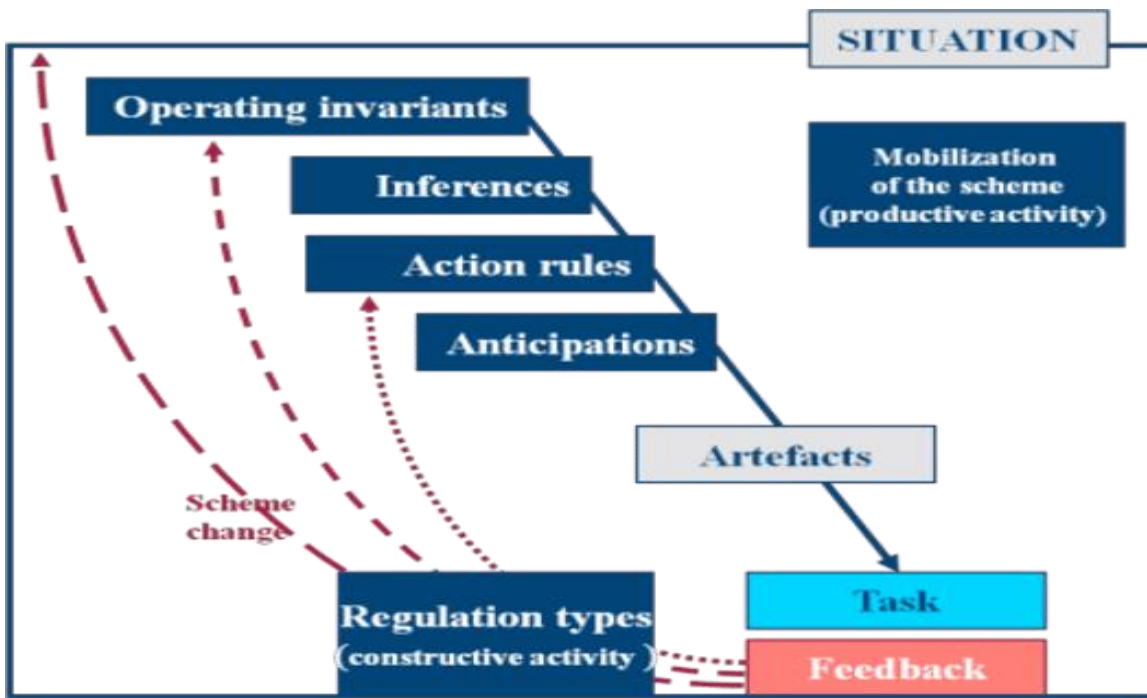 SITUATION
Operating invariants
Mobilization
of the scheme
(productive activity)
Inferences
Action rules
Anticipations
Artefacts
Scheme
change
Regulation types
(constructive activity )
Task
Feedback